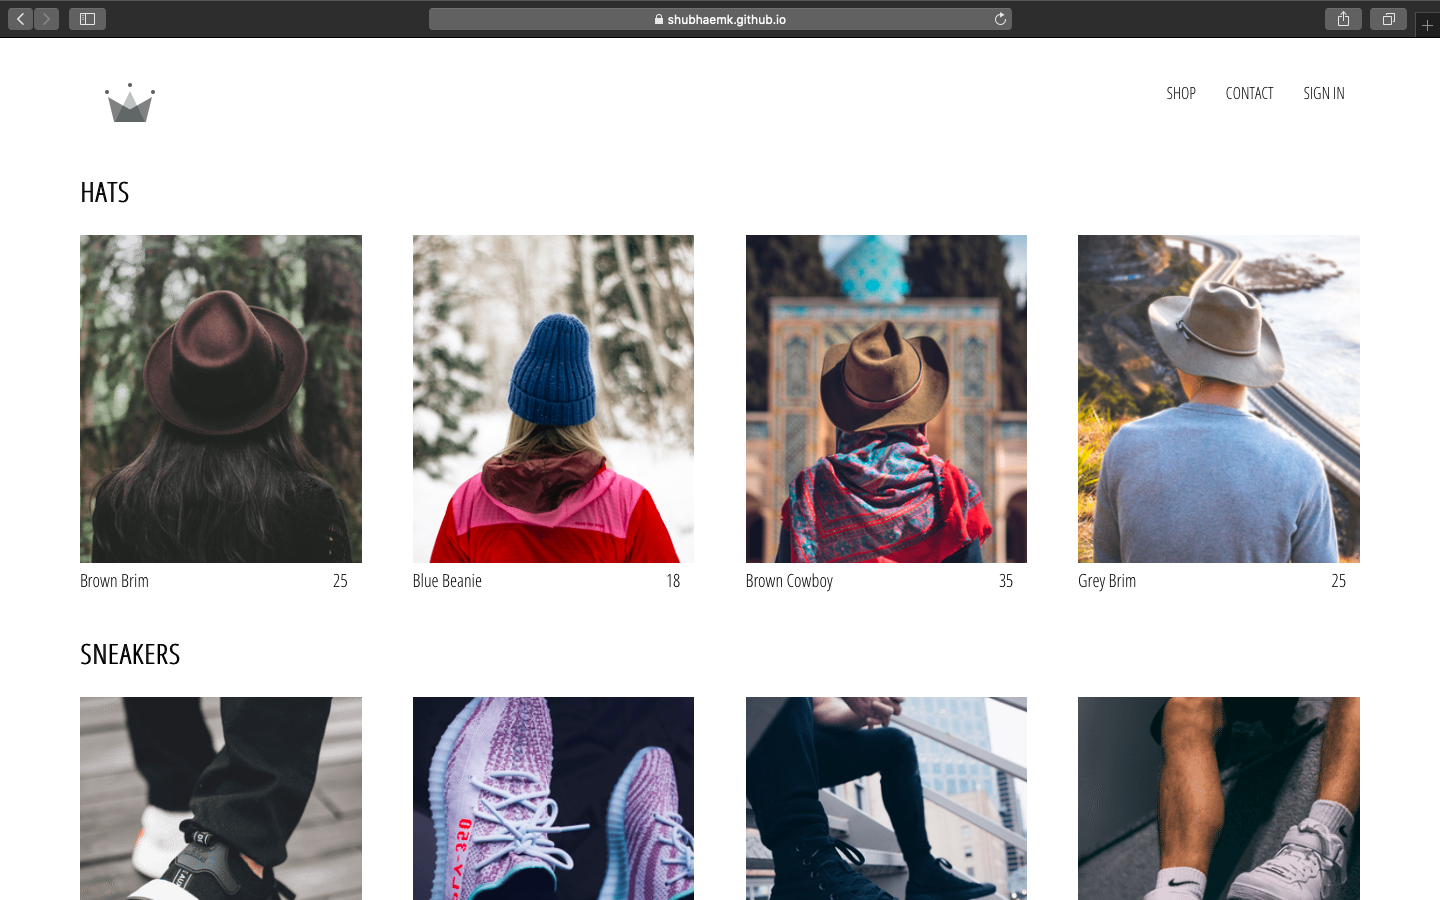 shubhaemk.github.io
SHOP CONTACT SIGN IN
HATS
Brown Brim 25
Blue Beanie 18
Brown Cowboy 35
Grey Brim 25
SNEAKERS